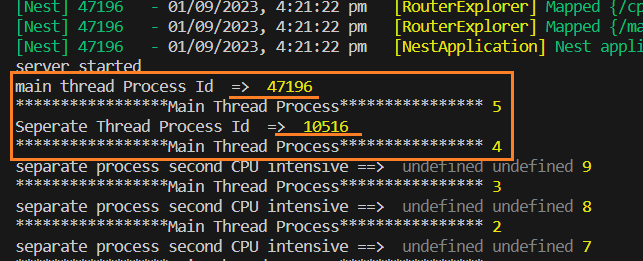 [Nest] 47196 - 01/09/2023, 4:21:22 pm [RouterExplorer] Mapped {/cp
[Nest] 47196 - 01/09/2023, 4:21:22 pm [RouterExplorer] Mapped {/ma
[Nest] 47196 - 01/09/2023, 4:21:22 pm [NestApplication] Nest applic
server started
main thread Process Id => 47196
*****************Main Thread Process**************** 5
Seperate Thread Process Id => 10516
*****************Main Thread Process**************** 4
separate process second CPU intensive ==> undefined undefined 9
*****************Main Thread Process**************** 3
separate process second CPU intensive ==> undefined undefined 8
*****************Main Thread Process**************** 2
separate process second CPU intensive ==> undefined undefined 7